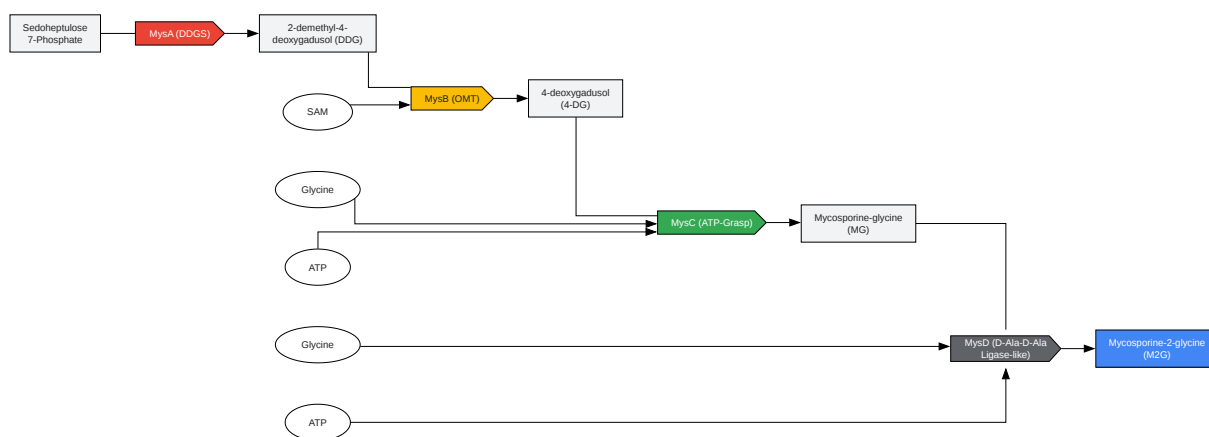 Sedoheptulose
7-Phosphate
MysA (DDGS)
2-demethyl-4-
deoxygadusol (DDG)
SAM
MysB (OMT)
4-deoxygadusol
(4-DG)
Glycine
ATP
MysC (ATP-Grasp)
Mycosporine-glycine
(MG)
Glycine
ATP
MysD (D-Ala-D-Ala
Ligase-like)
Mycosporine-2-glycine
(M2G)